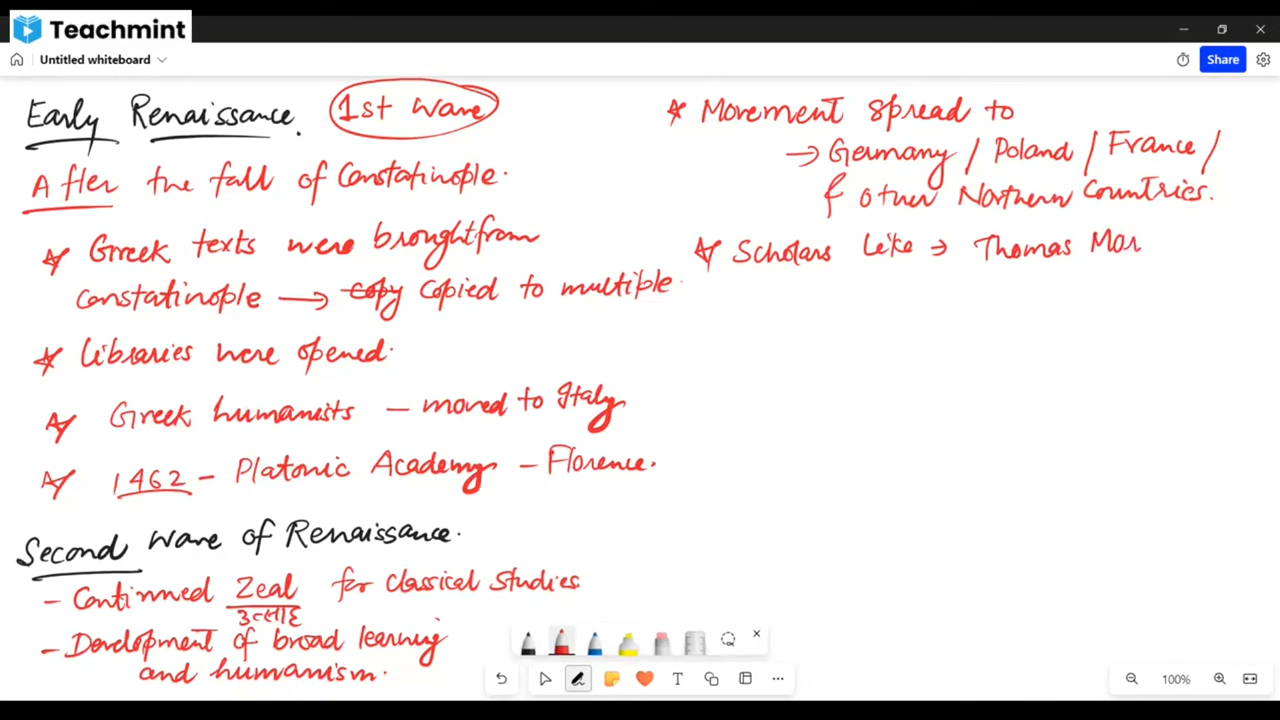 Teachmint
Untitled whiteboard
Share
Early Renaissance. 1st Wave
After the fall of Constatinople.
Greek texts were brought from
Constatinople → copy copied to multiple.
Libraries were opened.
Greek humanists – moved to Italy
1462 – Platonic Academy – Florence.
Second Wave of Renaissance.
– Continued Zeal for Classical Studies
उत्साह
– Development of broad learning
and humanism.
Movement spread to
→ Germany / Poland / France /
& other Northern Countries.
Scholars like → Thomas Mor
100%